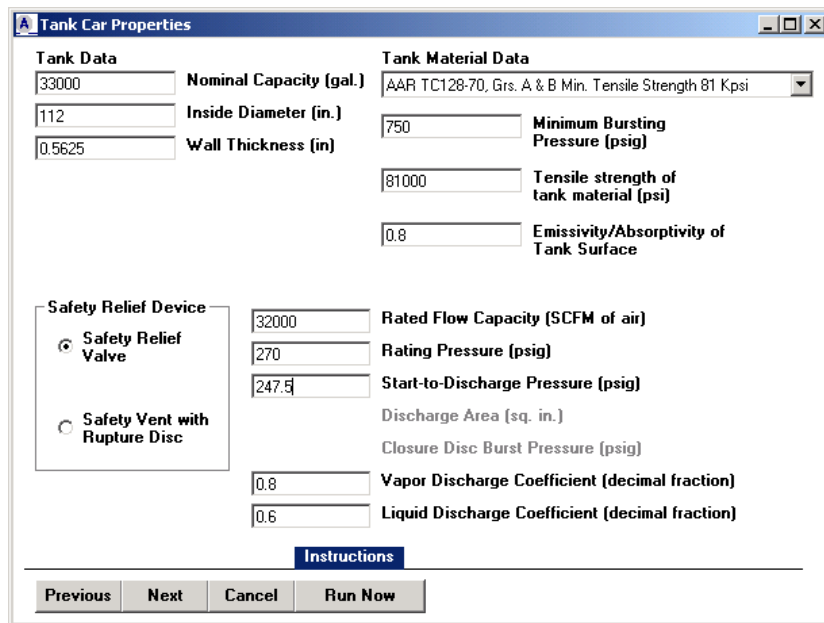 A Tank Car Properties
Tank Data
33000 Nominal Capacity (gal.)
112 Inside Diameter (in.)
0.5625 Wall Thickness (in)
Tank Material Data
AAR TC128-70, Grs. A & B Min. Tensile Strength 81 Kpsi
750 Minimum Bursting
Pressure (psig)
81000 Tensile strength of
tank material (psi)
0.8 Emissivity/Absorptivity of
Tank Surface
Safety Relief Device
Safety Relief
Valve
Safety Vent with
Rupture Disc
32000 Rated Flow Capacity (SCFM of air)
270 Rating Pressure (psig)
247.5 Start-to-Discharge Pressure (psig)
Discharge Area (sq. in.)
Closure Disc Burst Pressure (psig)
0.8 Vapor Discharge Coefficient (decimal fraction)
0.6 Liquid Discharge Coefficient (decimal fraction)
Instructions
Previous Next Cancel Run Now